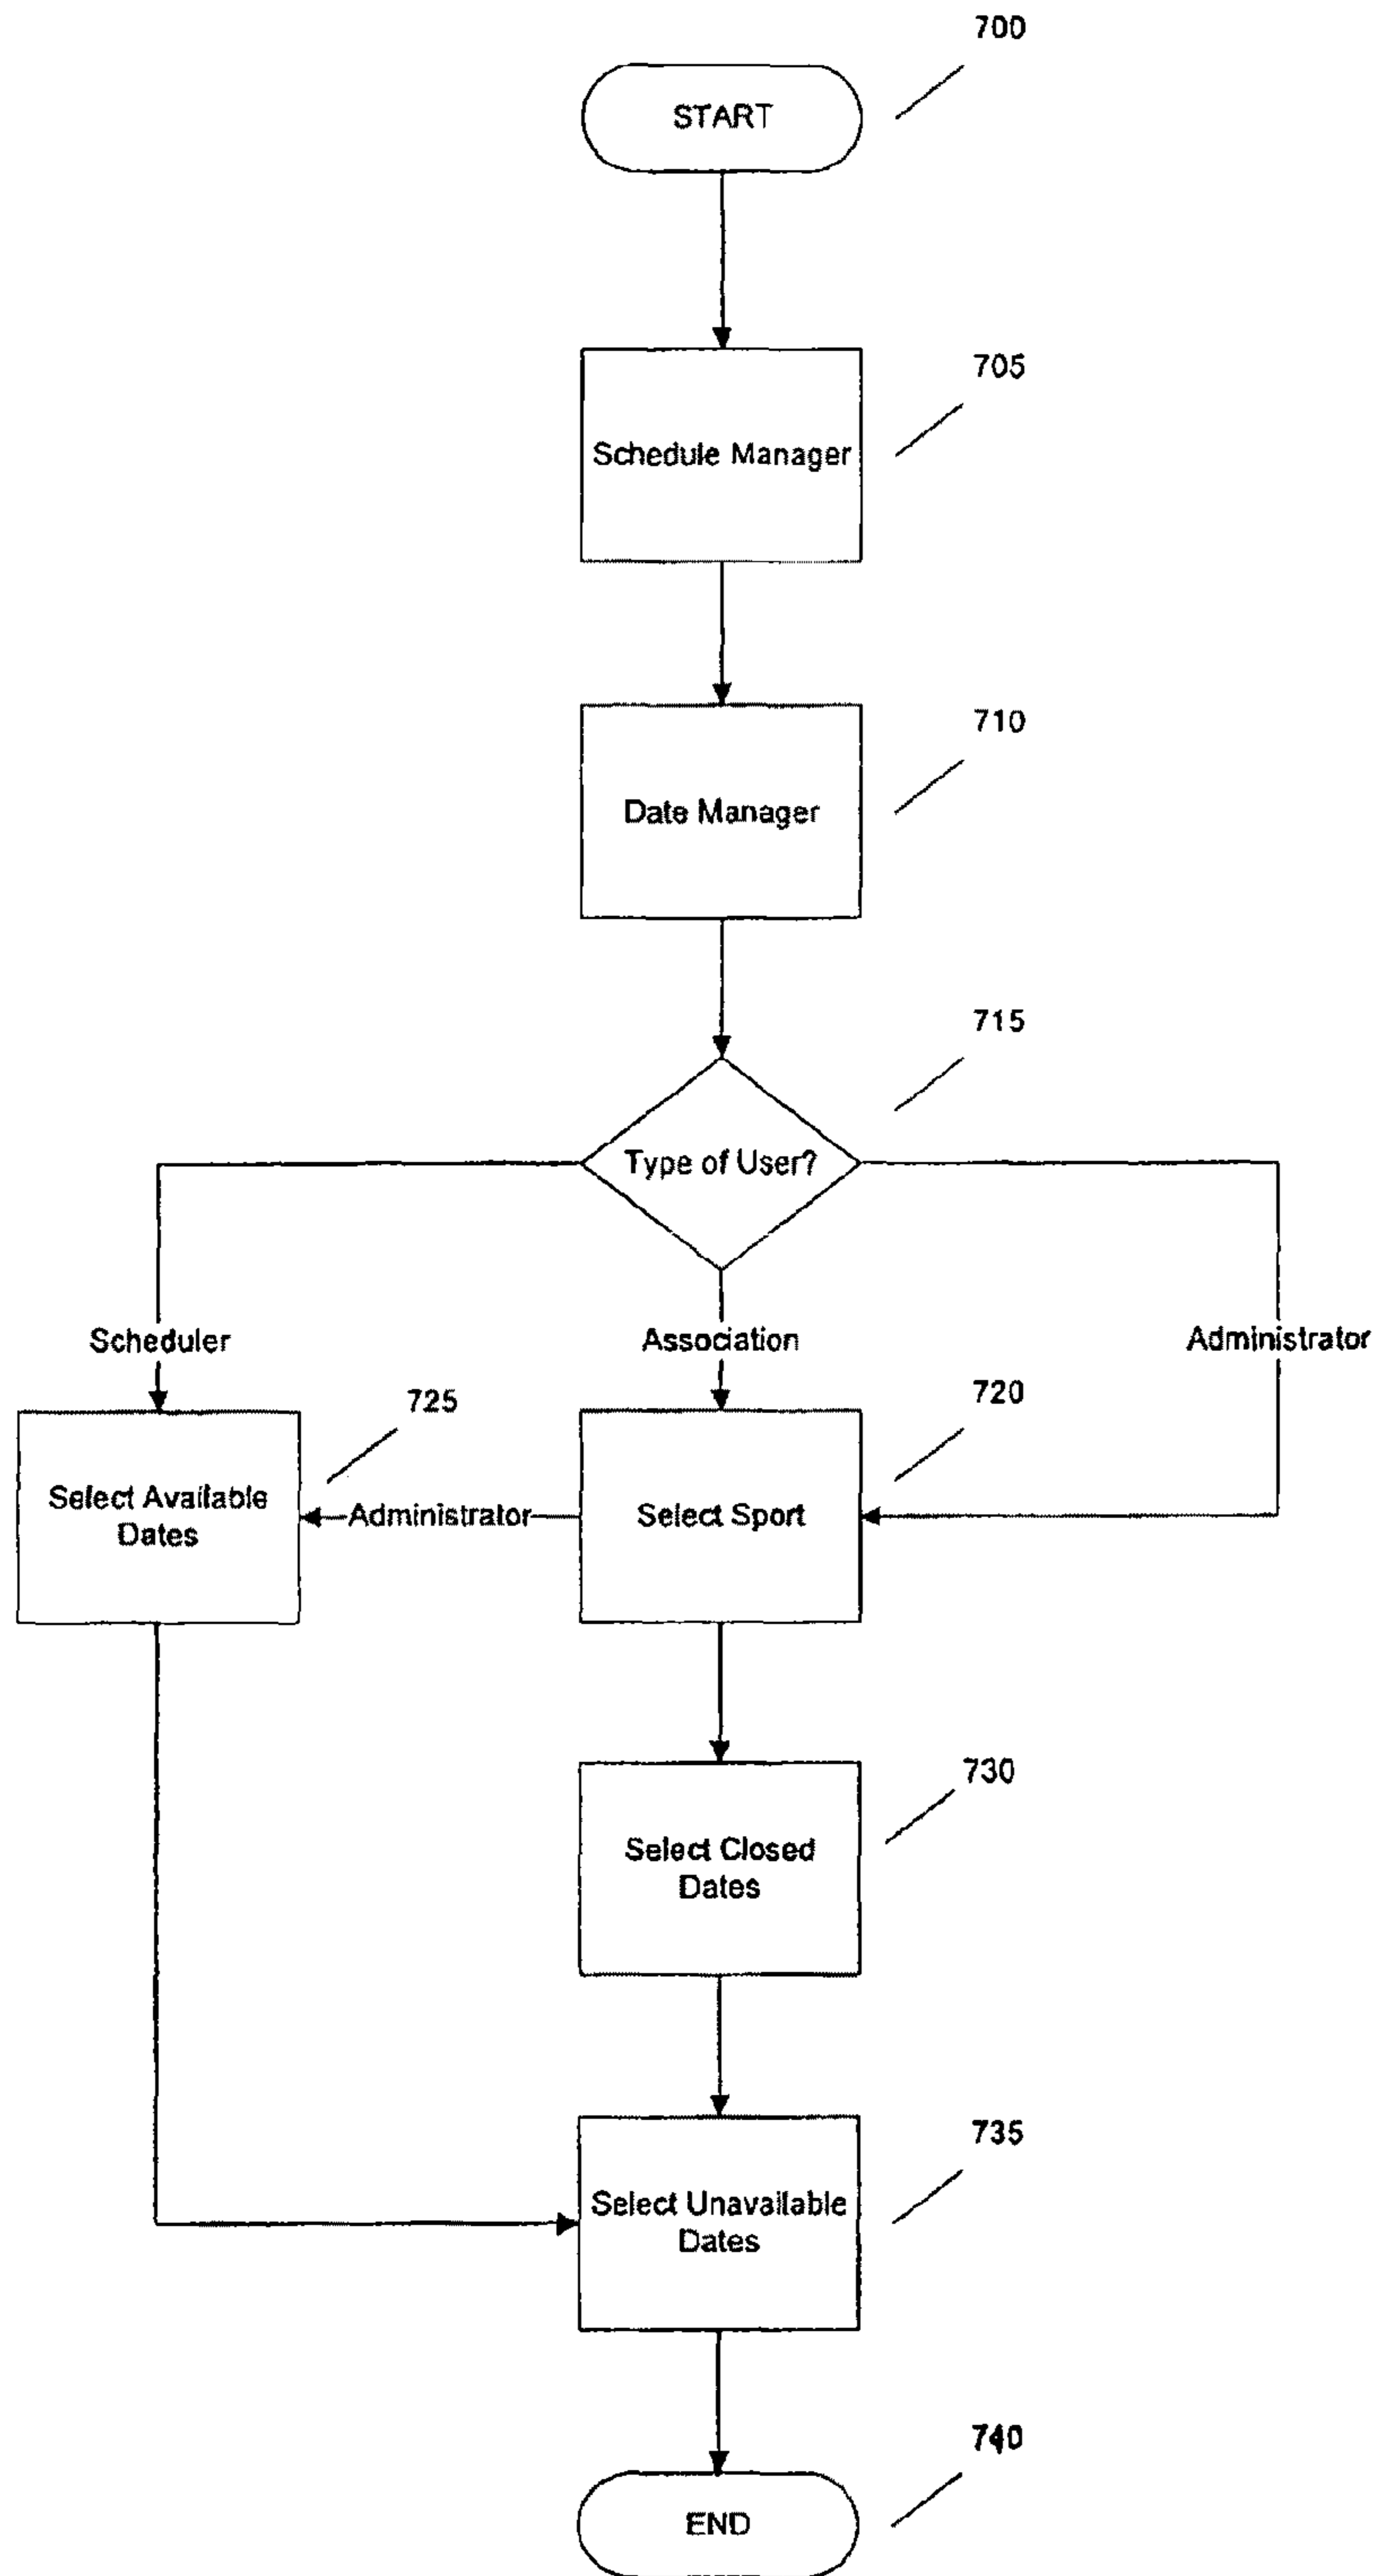 700
START
705
Schedule Manager
710
Date Manager
715
Type of User?
Scheduler
Association
Administrator
725
720
Select Available
Dates
Administrator
Select Sport
730
Select Closed
Dates
735
Select Unavailable
Dates
740
END